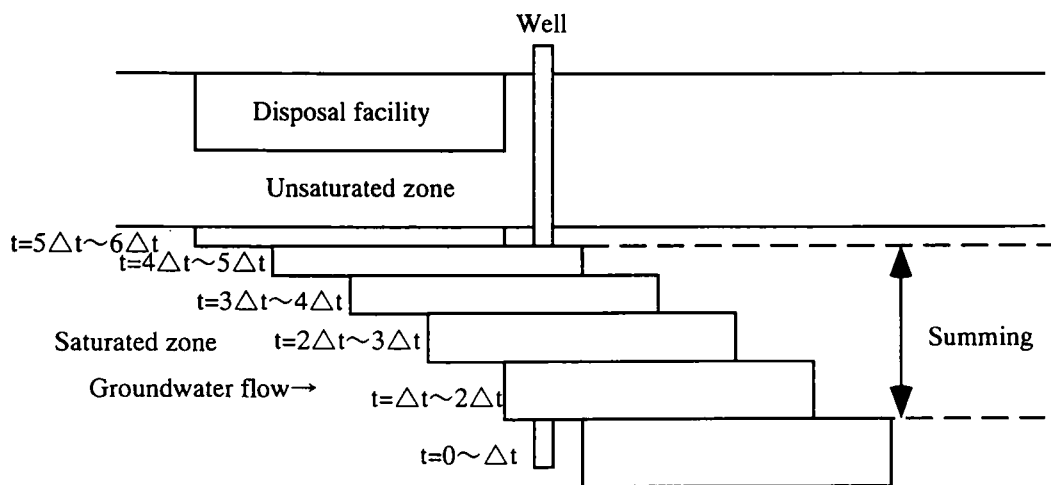 Well
Disposal facility
Unsaturated zone
t=5△t～6△t
t=4△t～5△t
t=3△t～4△t
t=2△t～3△t
Saturated zone
Summing
Groundwater flow→
t=△t～2△t
t=0～△t